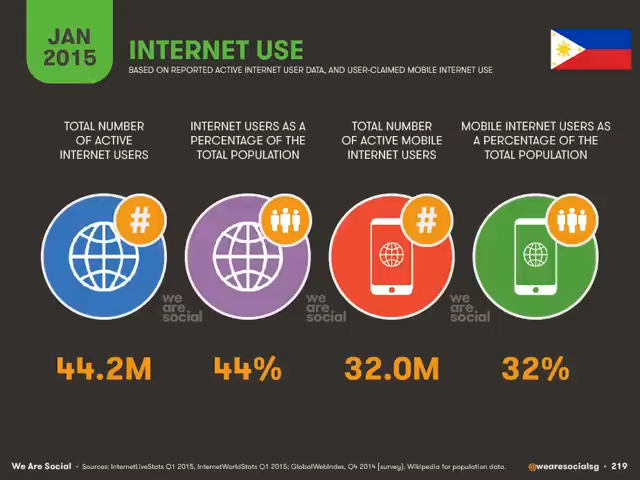 JAN
2015
INTERNET USE
BASED ON REPORTED ACTIVE INTERNET USER DATA, AND USER-CLAIMED MOBILE INTERNET USE
TOTAL NUMBER
OF ACTIVE
INTERNET USERS
INTERNET USERS AS A
PERCENTAGE OF THE
TOTAL POPULATION
TOTAL NUMBER
OF ACTIVE MOBILE
INTERNET USERS
MOBILE INTERNET USERS AS
A PERCENTAGE OF THE
TOTAL POPULATION
#
#
we
are
social
we
are
social
we
are
social
44.2M
44%
32.0M
32%
We Are Social • Sources: InternetLiveStats Q1 2015, InternetWorldStats Q1 2015; GlobalWebIndex, Q4 2014 [survey]. Wikipedia for population data.
@wearesocialsg • 219